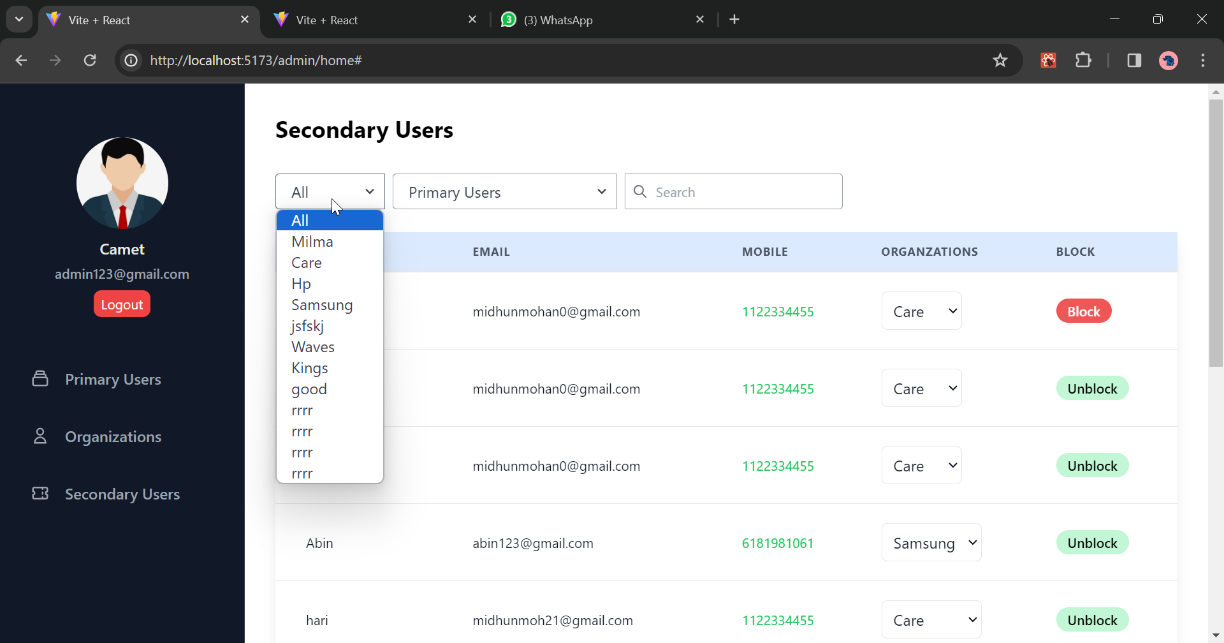 Vite + React
Vite + React
3 (3) WhatsApp
http://localhost:5173/admin/home#
Camet
admin123@gmail.com
Logout
Primary Users
Organizations
Secondary Users
Secondary Users
All
Primary Users
Search
All
Milma
Care
Hp
Samsung
jsfskj
Waves
Kings
good
rrrr
rrrr
rrrr
rrrr
EMAIL MOBILE ORGANZATIONS BLOCK
midhunmohan0@gmail.com 1122334455 Care Block
midhunmohan0@gmail.com 1122334455 Care Unblock
midhunmohan0@gmail.com 1122334455 Care Unblock
Abin abin123@gmail.com 6181981061 Samsung Unblock
hari midhunmoh21@gmail.com 1122334455 Care Unblock